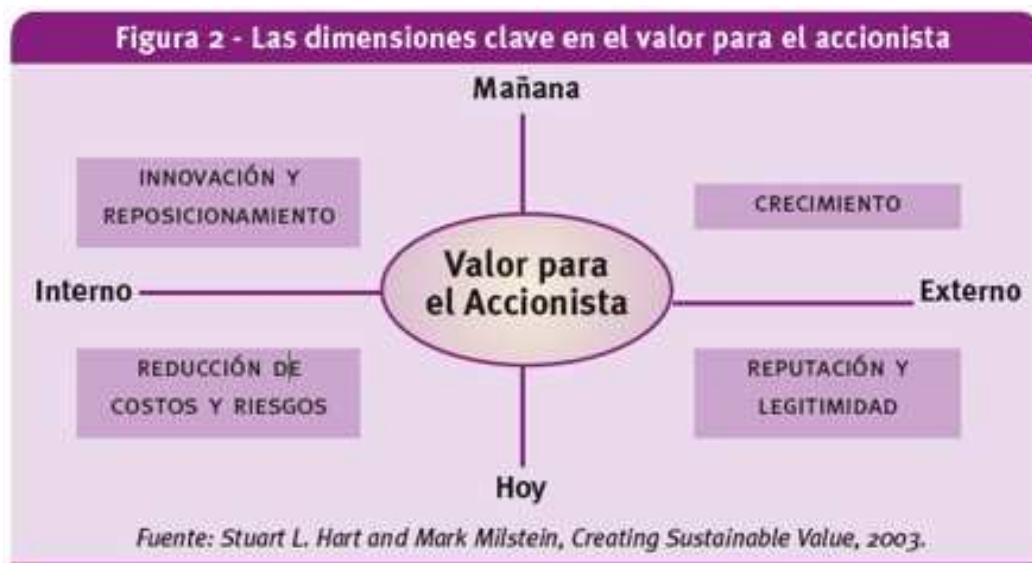 Figura 2 - Las dimensiones clave en el valor para el accionista
Mañana
INNOVACIÓN Y
REPOSICIONAMIENTO
CRECIMIENTO
Interno
Valor para
el Accionista
Externo
REDUCCIÓN DE
COSTOS Y RIESGOS
REPUTACIÓN Y
LEGITIMIDAD
Hoy
Fuente: Stuart L. Hart and Mark Milstein, Creating Sustainable Value, 2003.